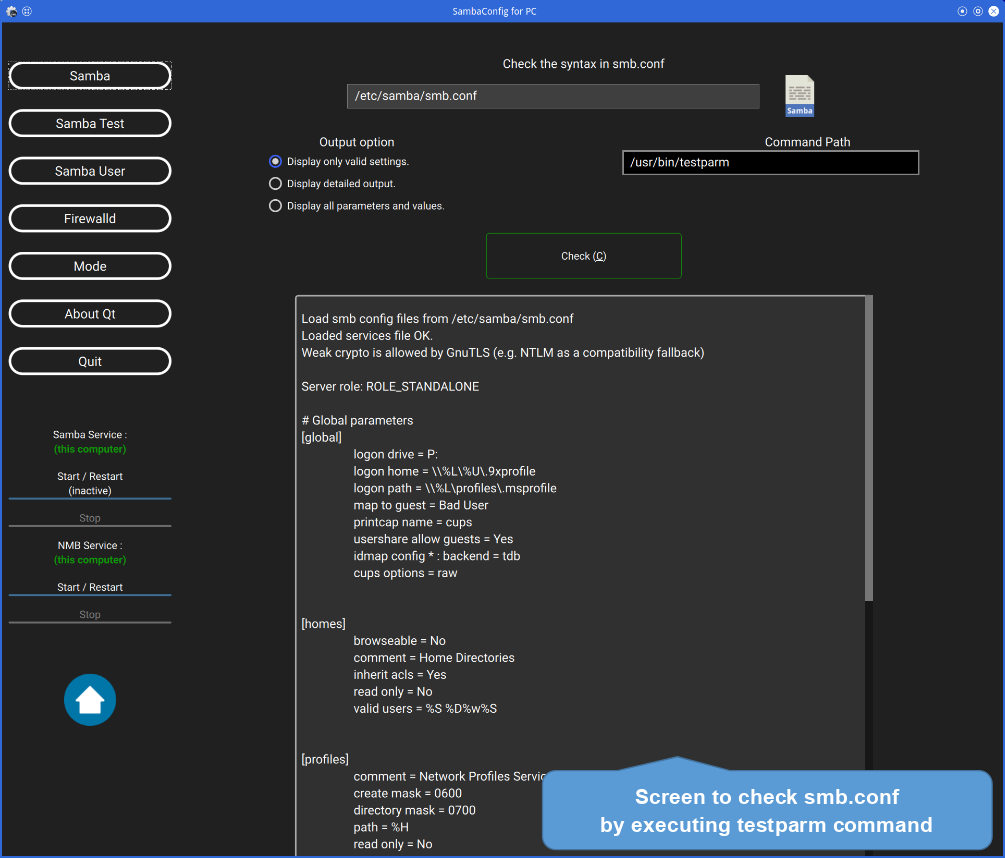 SambaConfig for PC
Samba
Samba Test
Samba User
Firewalld
Mode
About Qt
Quit
Samba Service :
(this computer)
Start / Restart
(inactive)
Stop
NMB Service :
(this computer)
Start / Restart
Stop
Check the syntax in smb.conf
/etc/samba/smb.conf
Samba
Output option
Display only valid settings.
Display detailed output.
Display all parameters and values.
Command Path
/usr/bin/testparm
Check (C)
Load smb config files from /etc/samba/smb.conf
Loaded services file OK.
Weak crypto is allowed by GnuTLS (e.g. NTLM as a compatibility fallback)
Server role: ROLE_STANDALONE
# Global parameters
[global]
logon drive = P:
logon home = \\%L\%U\.9xprofile
logon path = \\%L\profiles\.msprofile
map to guest = Bad User
printcap name = cups
usershare allow guests = Yes
idmap config * : backend = tdb
cups options = raw
[homes]
browseable = No
comment = Home Directories
inherit acls = Yes
read only = No
valid users = %S %D%w%S
[profiles]
comment = Network Profiles Servic
create mask = 0600
directory mask = 0700
path = %H
read only = No
Screen to check smb.conf
by executing testparm command